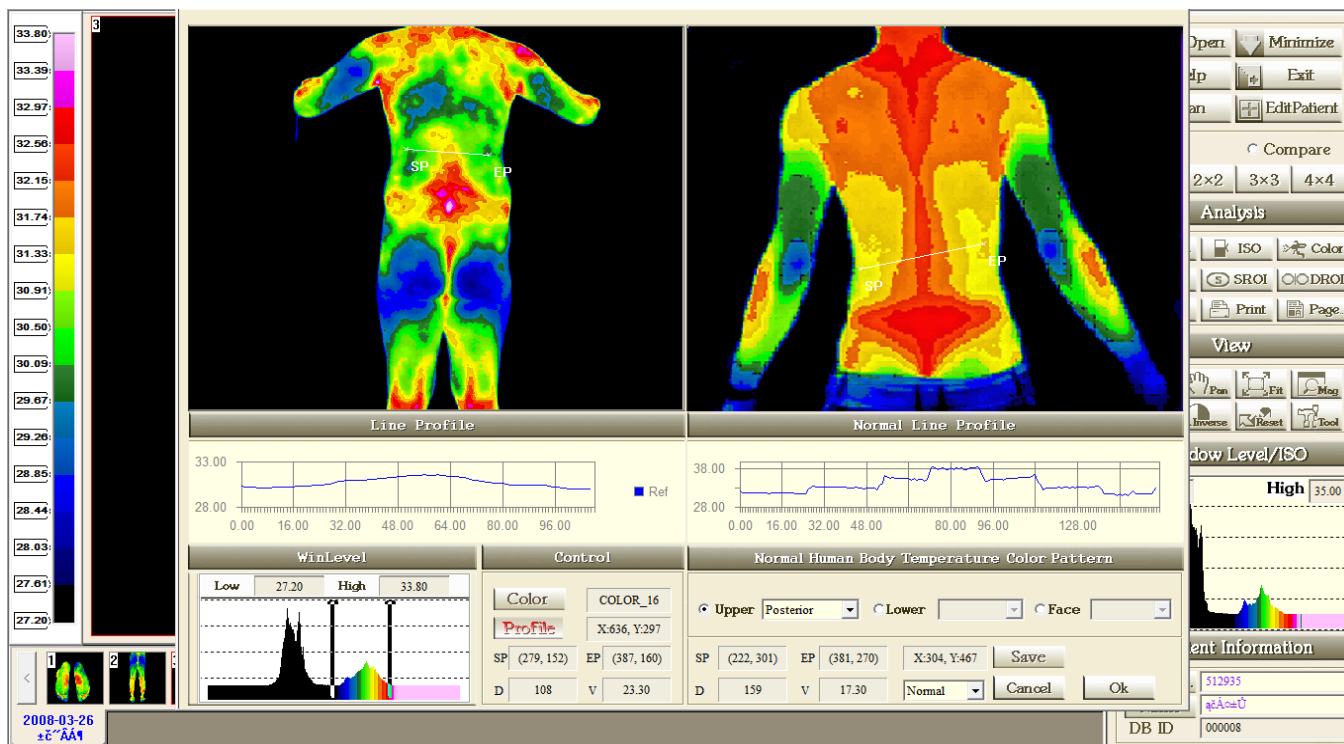 33.80
33.39
32.97
32.56
32.15
31.74
31.33
30.91
30.50
30.09
29.67
29.26
28.85
28.44
28.03
27.61
27.20
3
SP
EP
SP
EP
Line Profile
Normal Line Profile
33.00
28.00
0.00 16.00 32.00 48.00 64.00 80.00 96.00
Ref
38.00
28.00
0.00 16.00 32.00 48.00 80.00 96.00 128.00
WinLevel
Control
Normal Human Body Temperature Color Pattern
Low 27.20 High 33.80
Color COLOR_16
Profile X:636, Y:297
SP (279, 152) EP (387, 160)
D 108 V 23.30
Upper Posterior Lower Face
SP (222, 301) EP (381, 270) X:304, Y:467 Save
D 159 V 17.30 Normal Cancel Ok
Open Minimize
Exit
EditPatient
Compare
2×2 3×3 4×4
Analysis
ISO Color
SROI DROI
Print Page..
View
Pan Fit Mag
Inverse Reset Tool
dow Level/ISO
High 35.00
ent Information
512935
DB ID 000008
1
2
2008-03-26